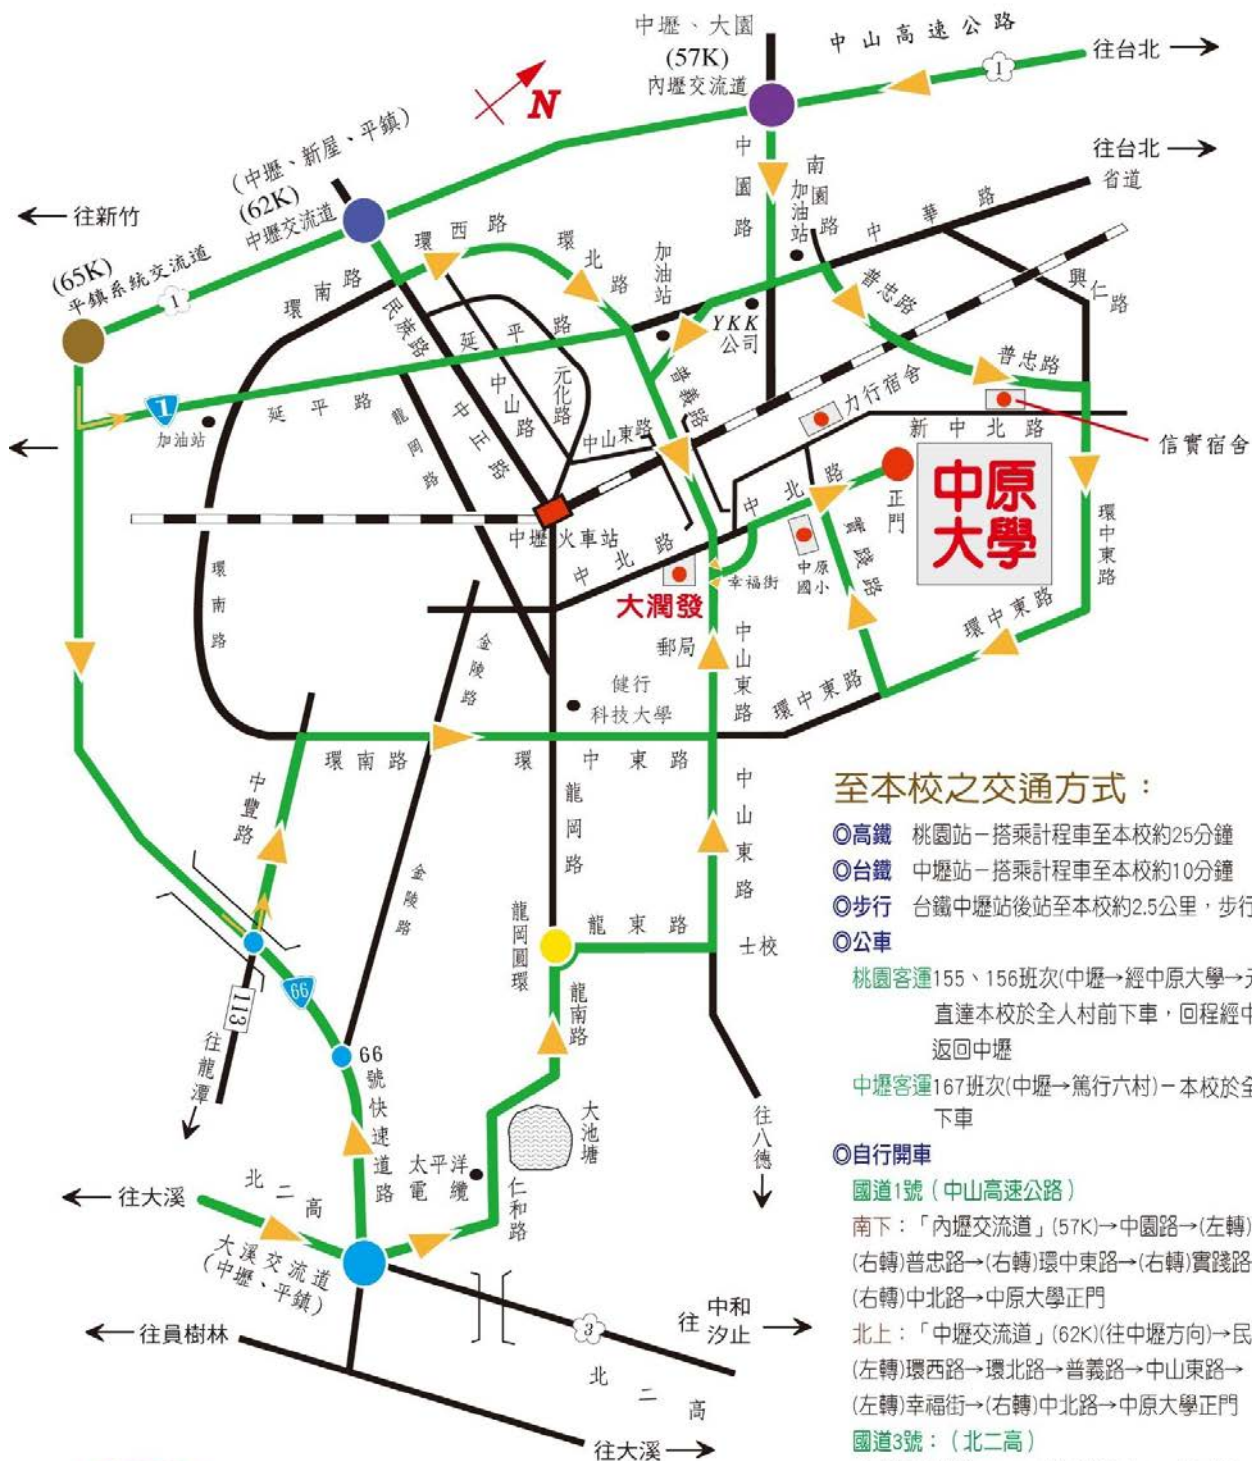 中壢、大園
(57K)
內壢交流道
中山高速公路
1
往台北
往台北
省道
N
(中壢、新屋、平鎮)
(62K)
中壢交流道
往新竹
(65K)
平鎮系統交流道
1
環南路
環西路
環北路
加油站
中園路
南園路
加油站
中華路
興仁路
普忠路
普忠路
YKK
公司
民族路
延平路
中山路
元化路
普義路
力行宿舍
1
加油站
延平路
龍岡路
中正路
中山東路
新中北路
信實宿舍
中原
大學
正門
中北路
中壢火車站
中北路
實踐路
中原
國小
幸福街
大潤發
環中東路
環中東路
環南路
金陵路
郵局
中山東路
健行
科技大學
環中東路
環南路
環中東路
中豐路
金陵路
龍岡路
中山東路
龍岡圓環
龍東路
士校
66
113
往龍潭
66號快速道路
龍南路
大池塘
太平洋
電纜
仁和路
往八德
往大溪
北二高
大溪交流道
(中壢、平鎮)
往員樹林
3
往
中和
汐止
北二高
往大溪
至本校之交通方式：
◎高鐵 桃園站－搭乘計程車至本校約25分鐘
◎台鐵 中壢站－搭乘計程車至本校約10分鐘
◎步行 台鐵中壢站後站至本校約2.5公里，步行
◎公車
桃園客運155、156班次(中壢→經中原大學→
直達本校於全人村前下車，回程經中
返回中壢
中壢客運167班次(中壢→篤行六村)－本校於全
下車
◎自行開車
國道1號（中山高速公路）
南下：「內壢交流道」(57K)→中園路→(左轉)
(右轉)普忠路→(右轉)環中東路→(右轉)實踐路
(右轉)中北路→中原大學正門
北上：「中壢交流道」(62K)(往中壢方向)→民
(左轉)環西路→環北路→普義路→中山東路→
(左轉)幸福街→(右轉)中北路→中原大學正門
國道3號：（北二高）